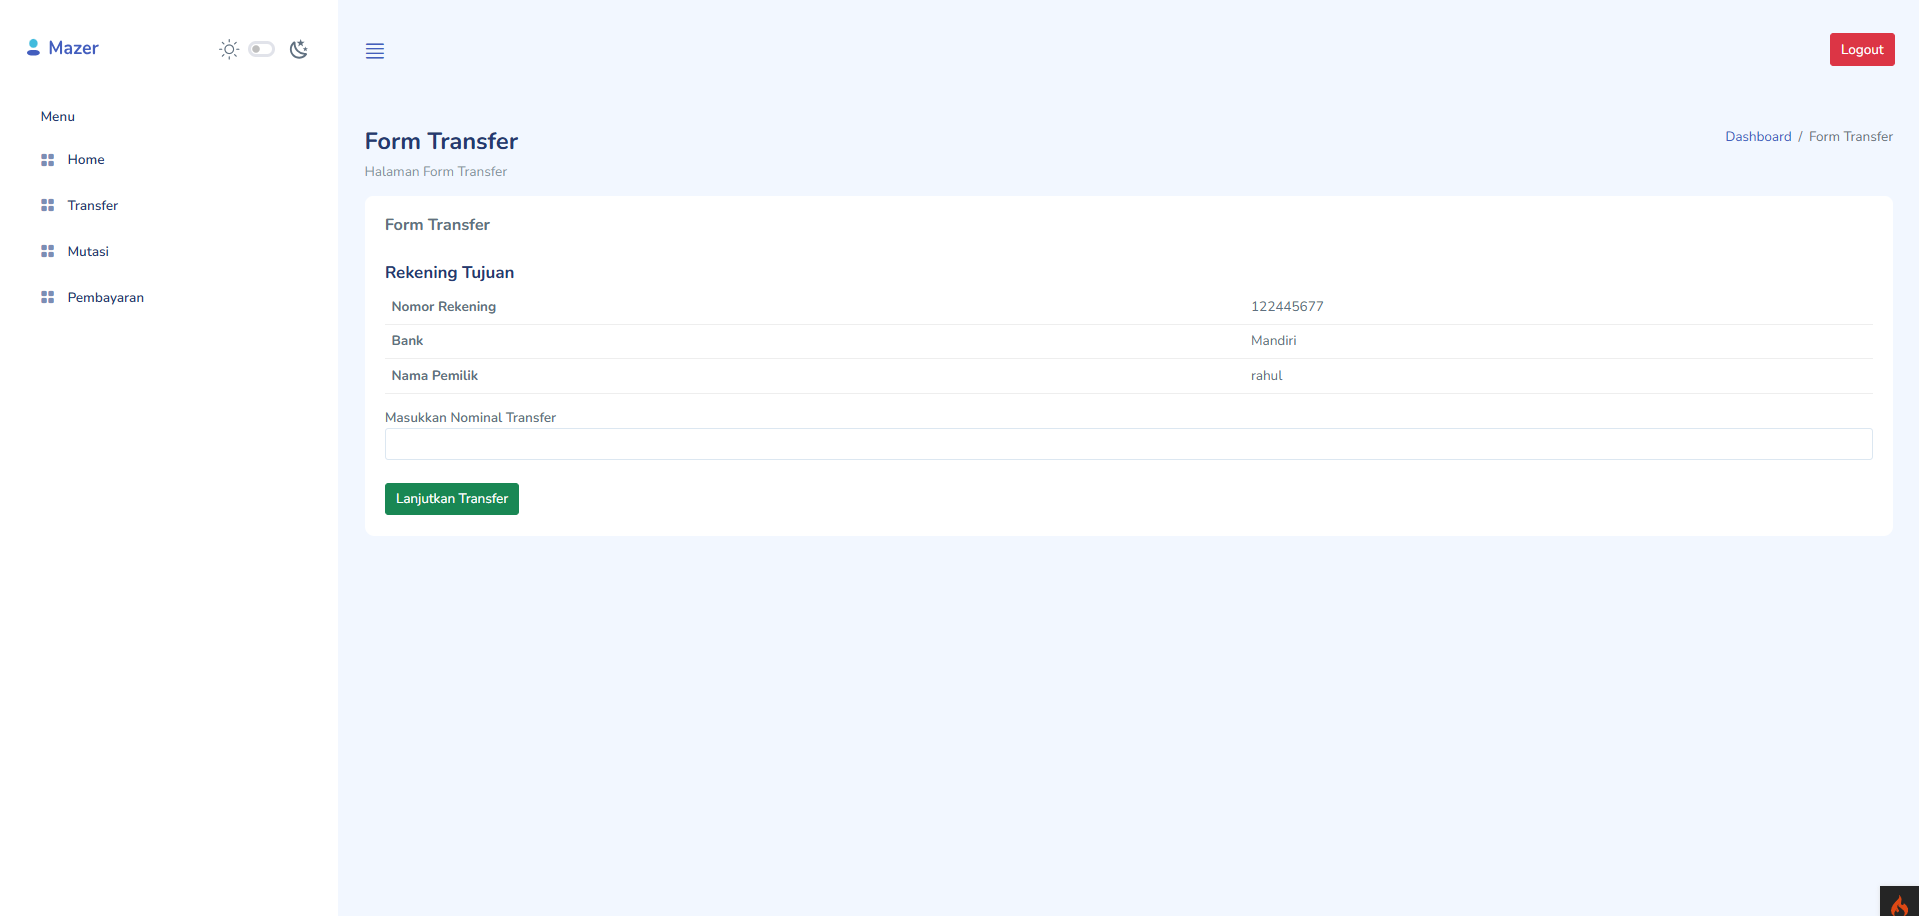 Mazer
Logout
Menu
Home
Transfer
Mutasi
Pembayaran
Form Transfer
Halaman Form Transfer
Dashboard / Form Transfer
Form Transfer
Rekening Tujuan
Nomor Rekening 122445677
Bank Mandiri
Nama Pemilik rahul
Masukkan Nominal Transfer
Lanjutkan Transfer